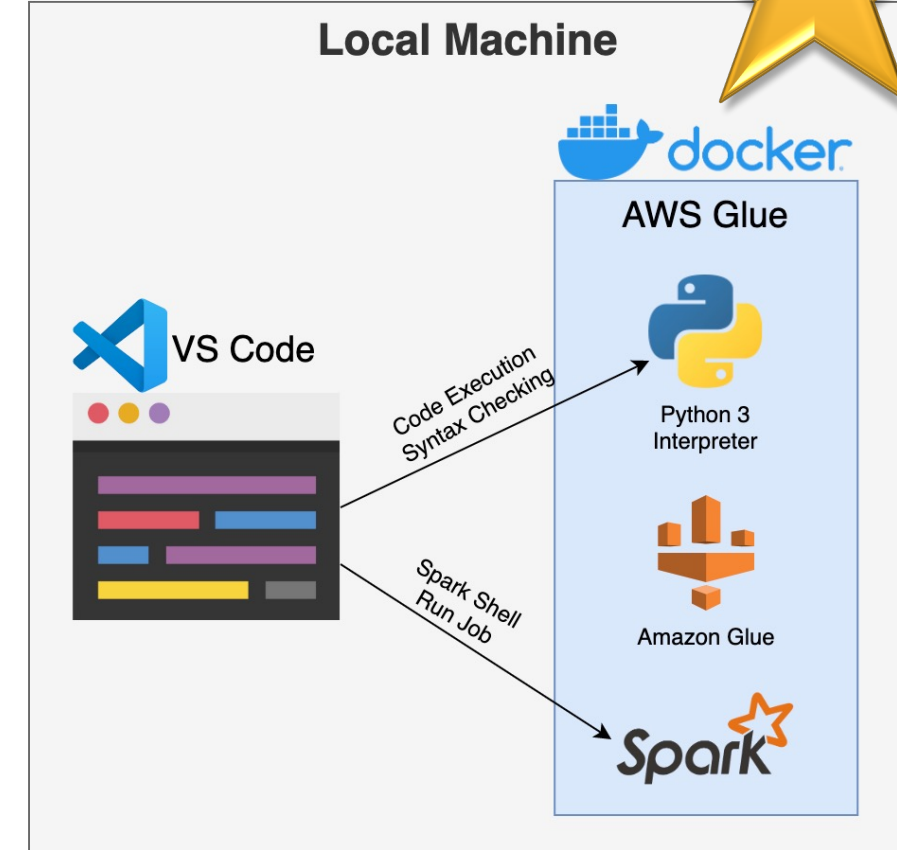 Local Machine
docker
AWS Glue
VS Code
Code Execution
Syntax Checking
Python 3
Interpreter
Spark Shell
Run Job
Amazon Glue
Spark